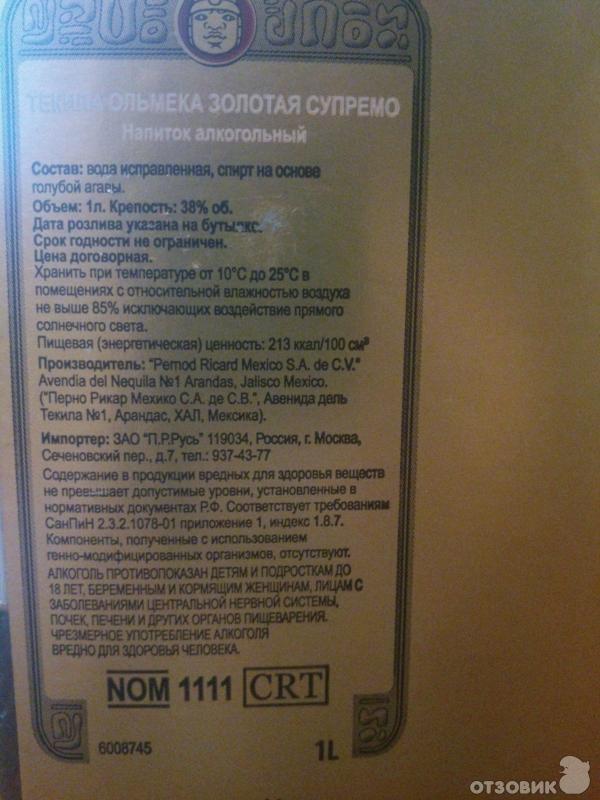 ТЕКИЛА ОЛЬМЕКА ЗОЛОТАЯ СУПРЕМО
Напиток алкогольный
Состав: вода исправленная, спирт на основе
голубой агавы.
Объем: 1л. Крепость: 38% об.
Дата розлива указана на бутылке.
Срок годности не ограничен.
Цена договорная.
Хранить при температуре от 10°С до 25°С в
помещениях с относительной влажностью воздуха
не выше 85% исключающих воздействие прямого
солнечного света.
Пищевая (энергетическая) ценность: 213 ккал/100 см³
Производитель: "Pernod Ricard Mexico S.A. de C.V."
Avendia del Nequila №1 Arandas, Jalisco Mexico.
("Перно Рикар Мехико С.А. де С.В.", Авенида дель
Текила №1, Арандас, ХАЛ, Мексика).
Импортер: ЗАО "П.Р.Русь" 119034, Россия, г. Москва,
Сеченовский пер., д.7, тел.: 937-43-77
Содержание в продукции вредных для здоровья веществ
не превышает допустимые уровни, установленные в
нормативных документах Р.Ф. Соответствует требованиям
СанПиН 2.3.2.1078-01 приложение 1, индекс 1.8.7.
Компоненты, полученные с использованием
генно-модифицированных организмов, отсутствуют.
АЛКОГОЛЬ ПРОТИВОПОКАЗАН ДЕТЯМ И ПОДРОСТКАМ ДО
18 ЛЕТ, БЕРЕМЕННЫМ И КОРМЯЩИМ ЖЕНЩИНАМ, ЛИЦАМ С
ЗАБОЛЕВАНИЯМИ ЦЕНТРАЛЬНОЙ НЕРВНОЙ СИСТЕМЫ,
ПОЧЕК, ПЕЧЕНИ И ДРУГИХ ОРГАНОВ ПИЩЕВАРЕНИЯ.
ЧРЕЗМЕРНОЕ УПОТРЕБЛЕНИЕ АЛКОГОЛЯ
ВРЕДНО ДЛЯ ЗДОРОВЬЯ ЧЕЛОВЕКА.
NOM 1111 CRT
6008745 1L
ОТЗОВИК